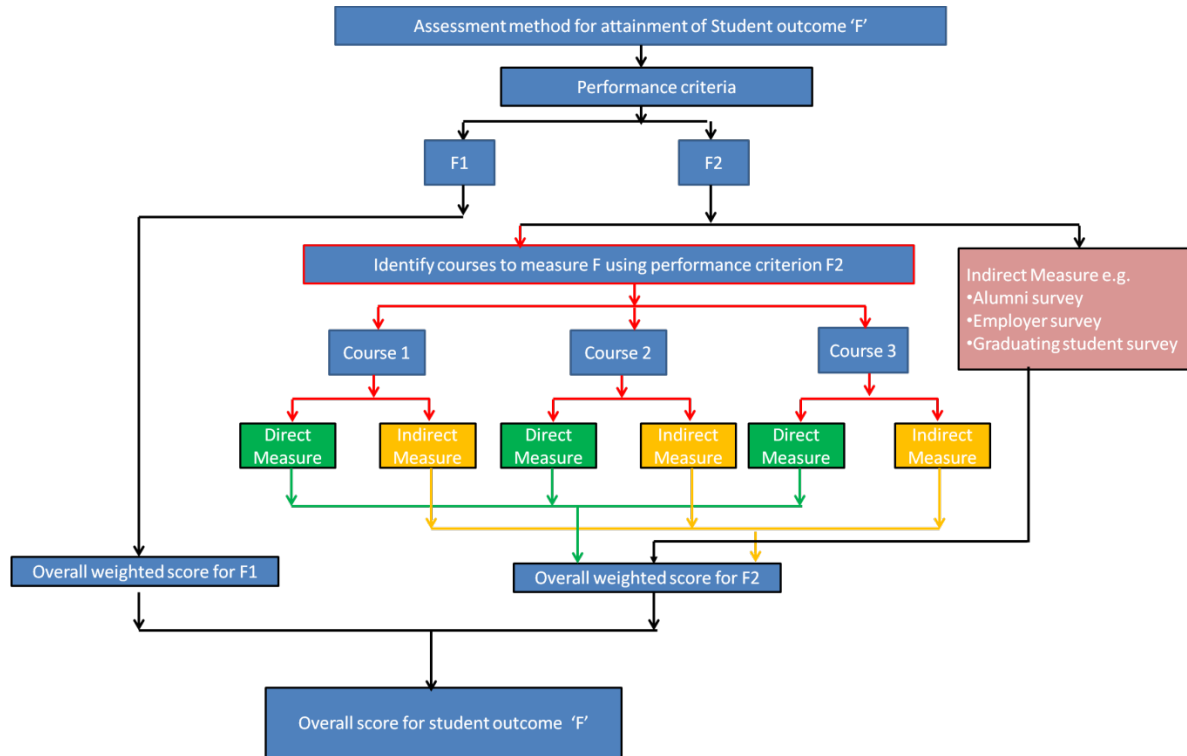 Assessment method for attainment of Student outcome ‘F’
Performance criteria
F1
F2
Identify courses to measure F using performance criterion F2
Indirect Measure e.g.
•Alumni survey
•Employer survey
•Graduating student survey
Course 1
Course 2
Course 3
Direct
Measure
Indirect
Measure
Direct
Measure
Indirect
Measure
Direct
Measure
Indirect
Measure
Overall weighted score for F1
Overall weighted score for F2
Overall score for student outcome ‘F’